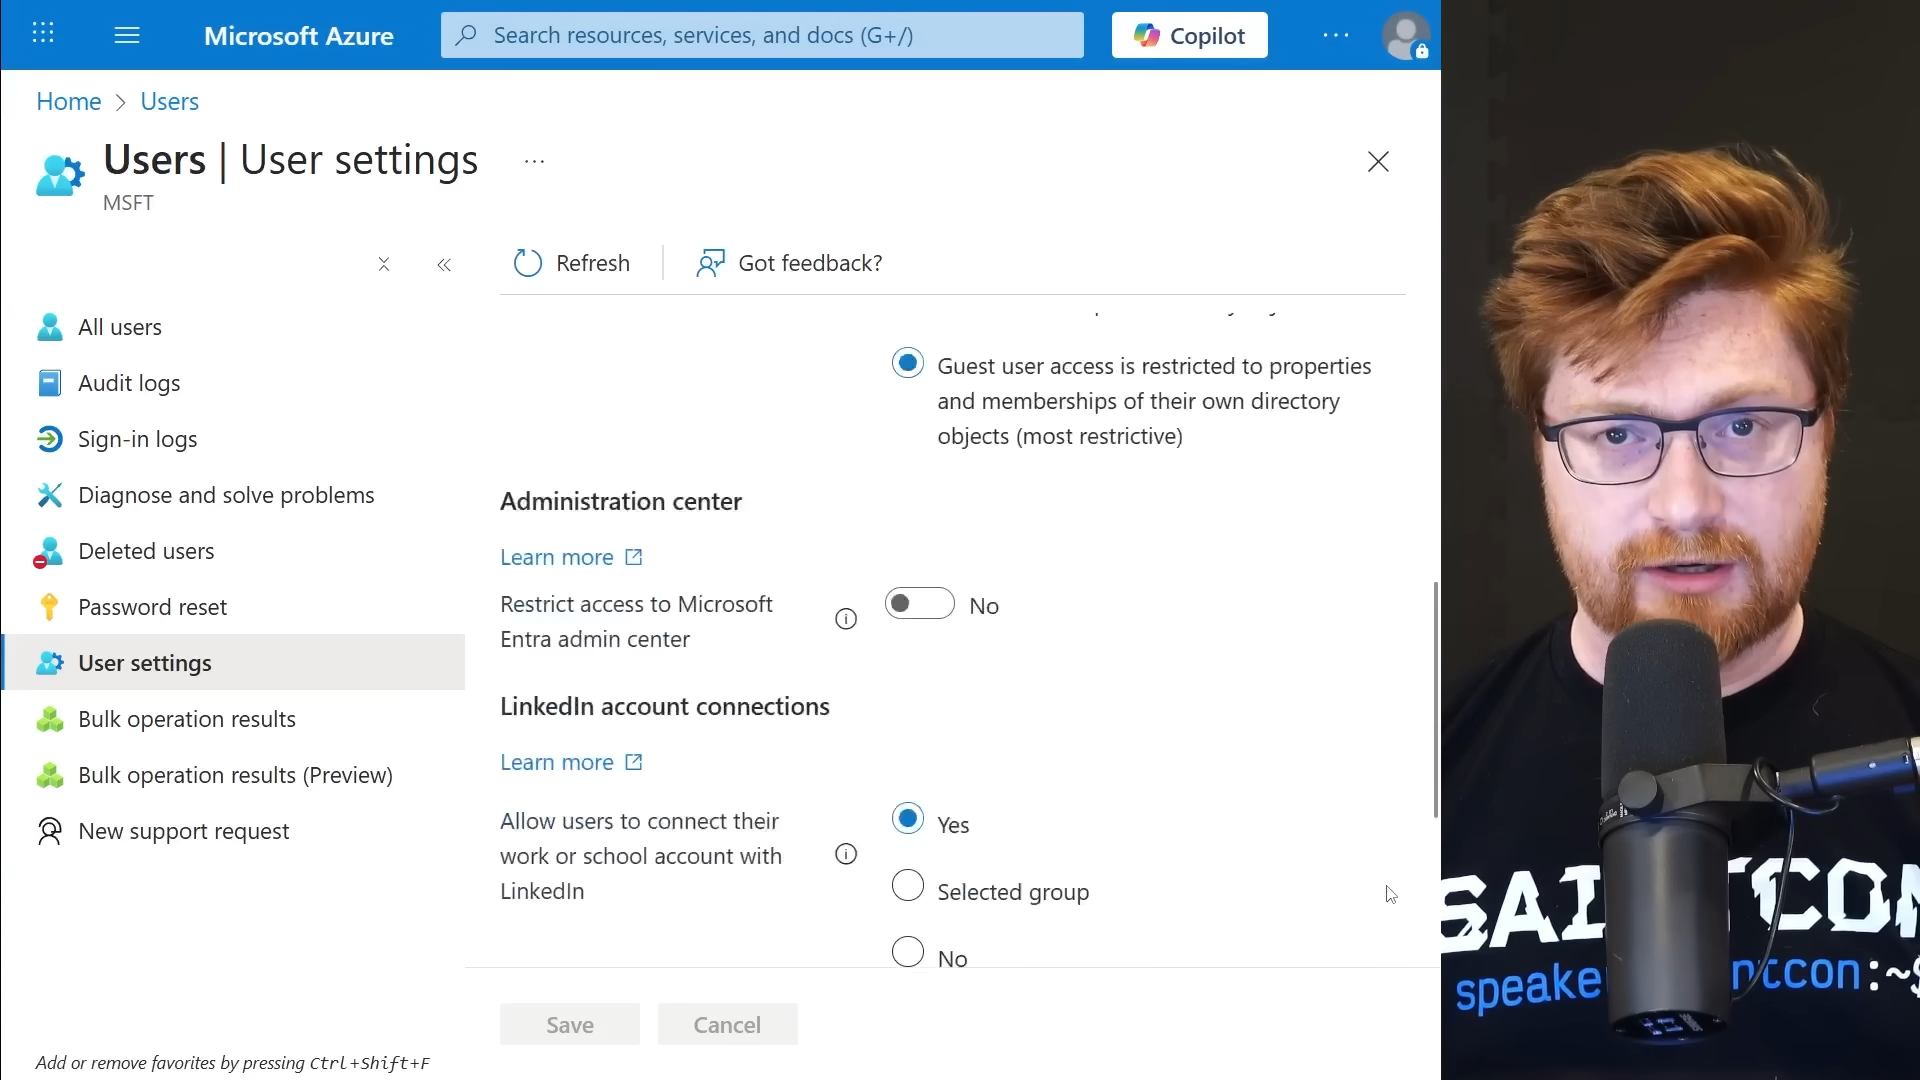 Microsoft Azure
Search resources, services, and docs (G+/)
Copilot
Home > Users
Users | User settings
MSFT
Refresh
Got feedback?
All users
Audit logs
Sign-in logs
Diagnose and solve problems
Deleted users
Password reset
User settings
Bulk operation results
Bulk operation results (Preview)
New support request
Guest user access is restricted to properties
and memberships of their own directory
objects (most restrictive)
Administration center
Learn more
Restrict access to Microsoft
Entra admin center
No
LinkedIn account connections
Learn more
Allow users to connect their
work or school account with
LinkedIn
Yes
Selected group
No
Save
Cancel
Add or remove favorites by pressing Ctrl+Shift+F